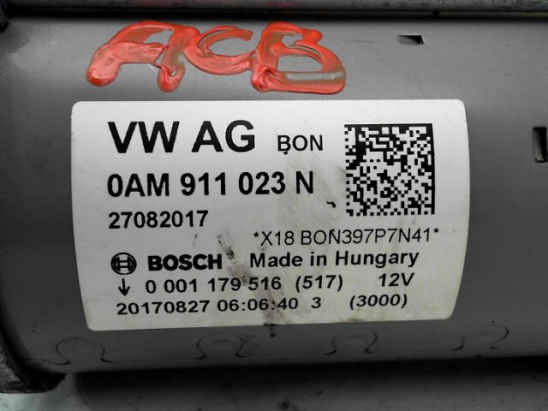 ACB
VW AG BON
0AM 911 023 N
27082017
*X18 BON397P7N41*
BOSCH Made in Hungary
0 001 179 516 (517) 12V
20170827 06:06:40 3 (3000)